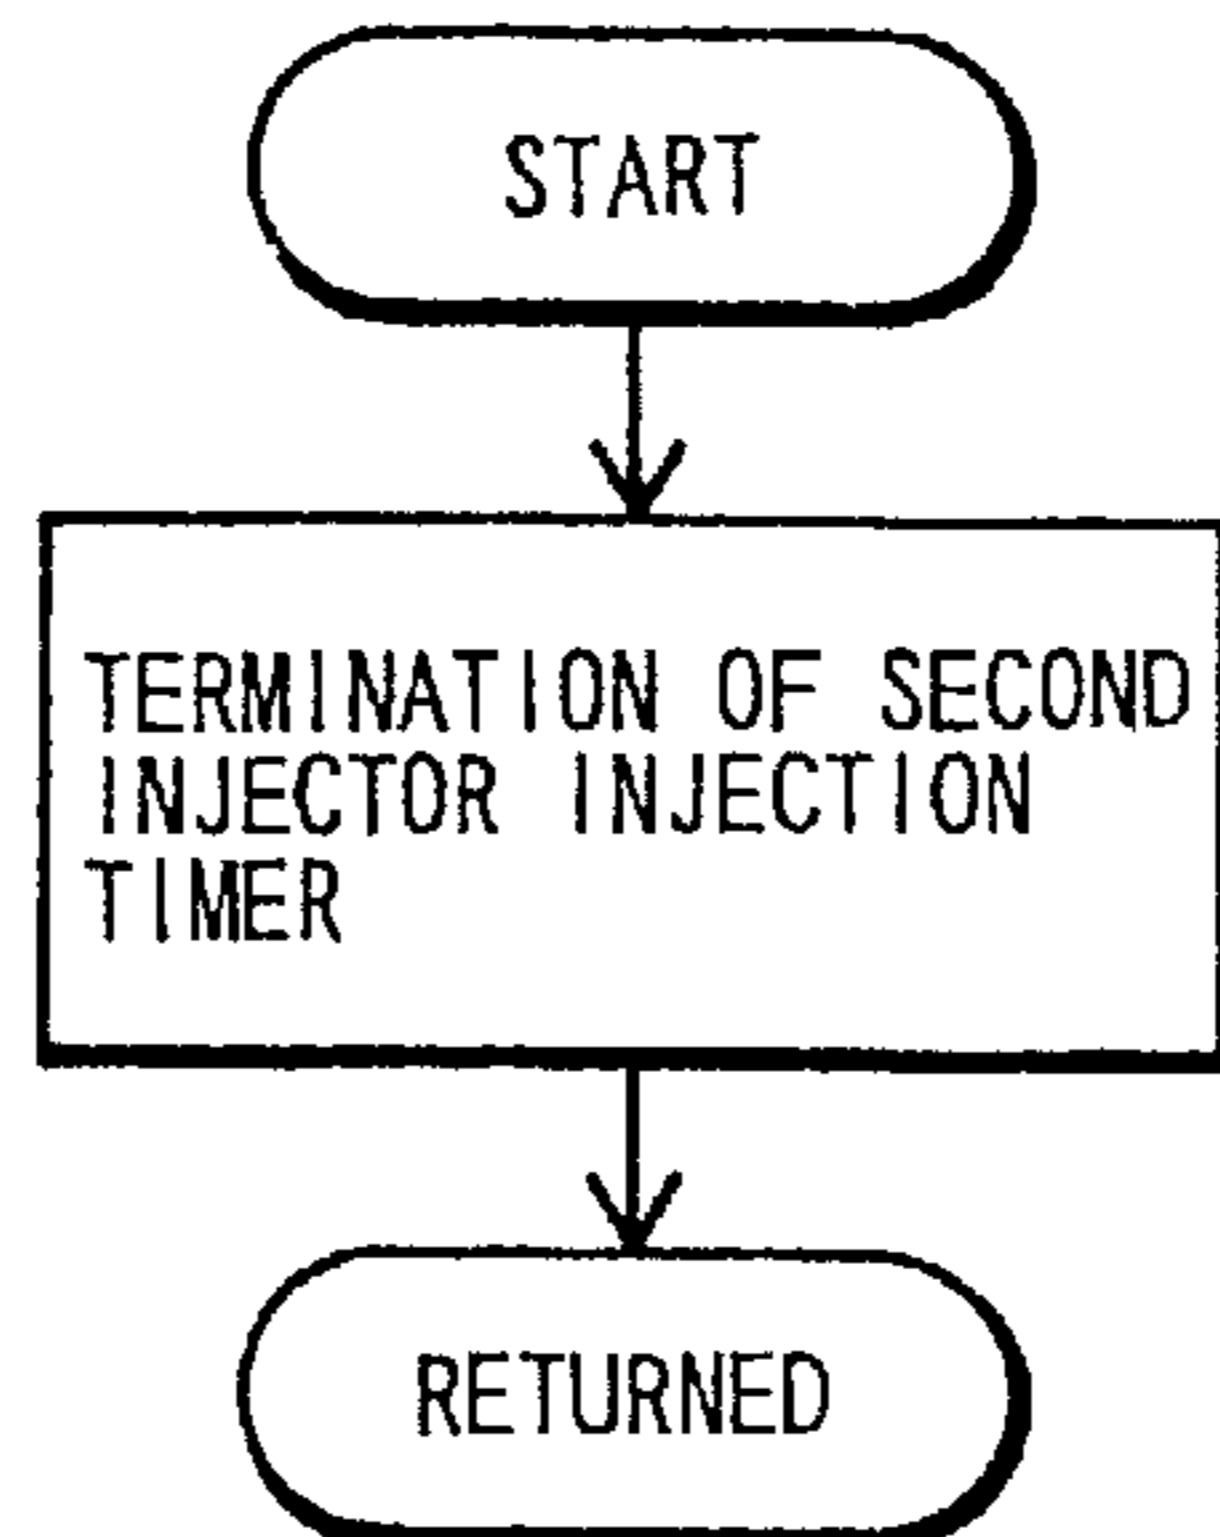 START
TERMINATION OF SECOND
INJECTOR INJECTION
TIMER
RETURNED